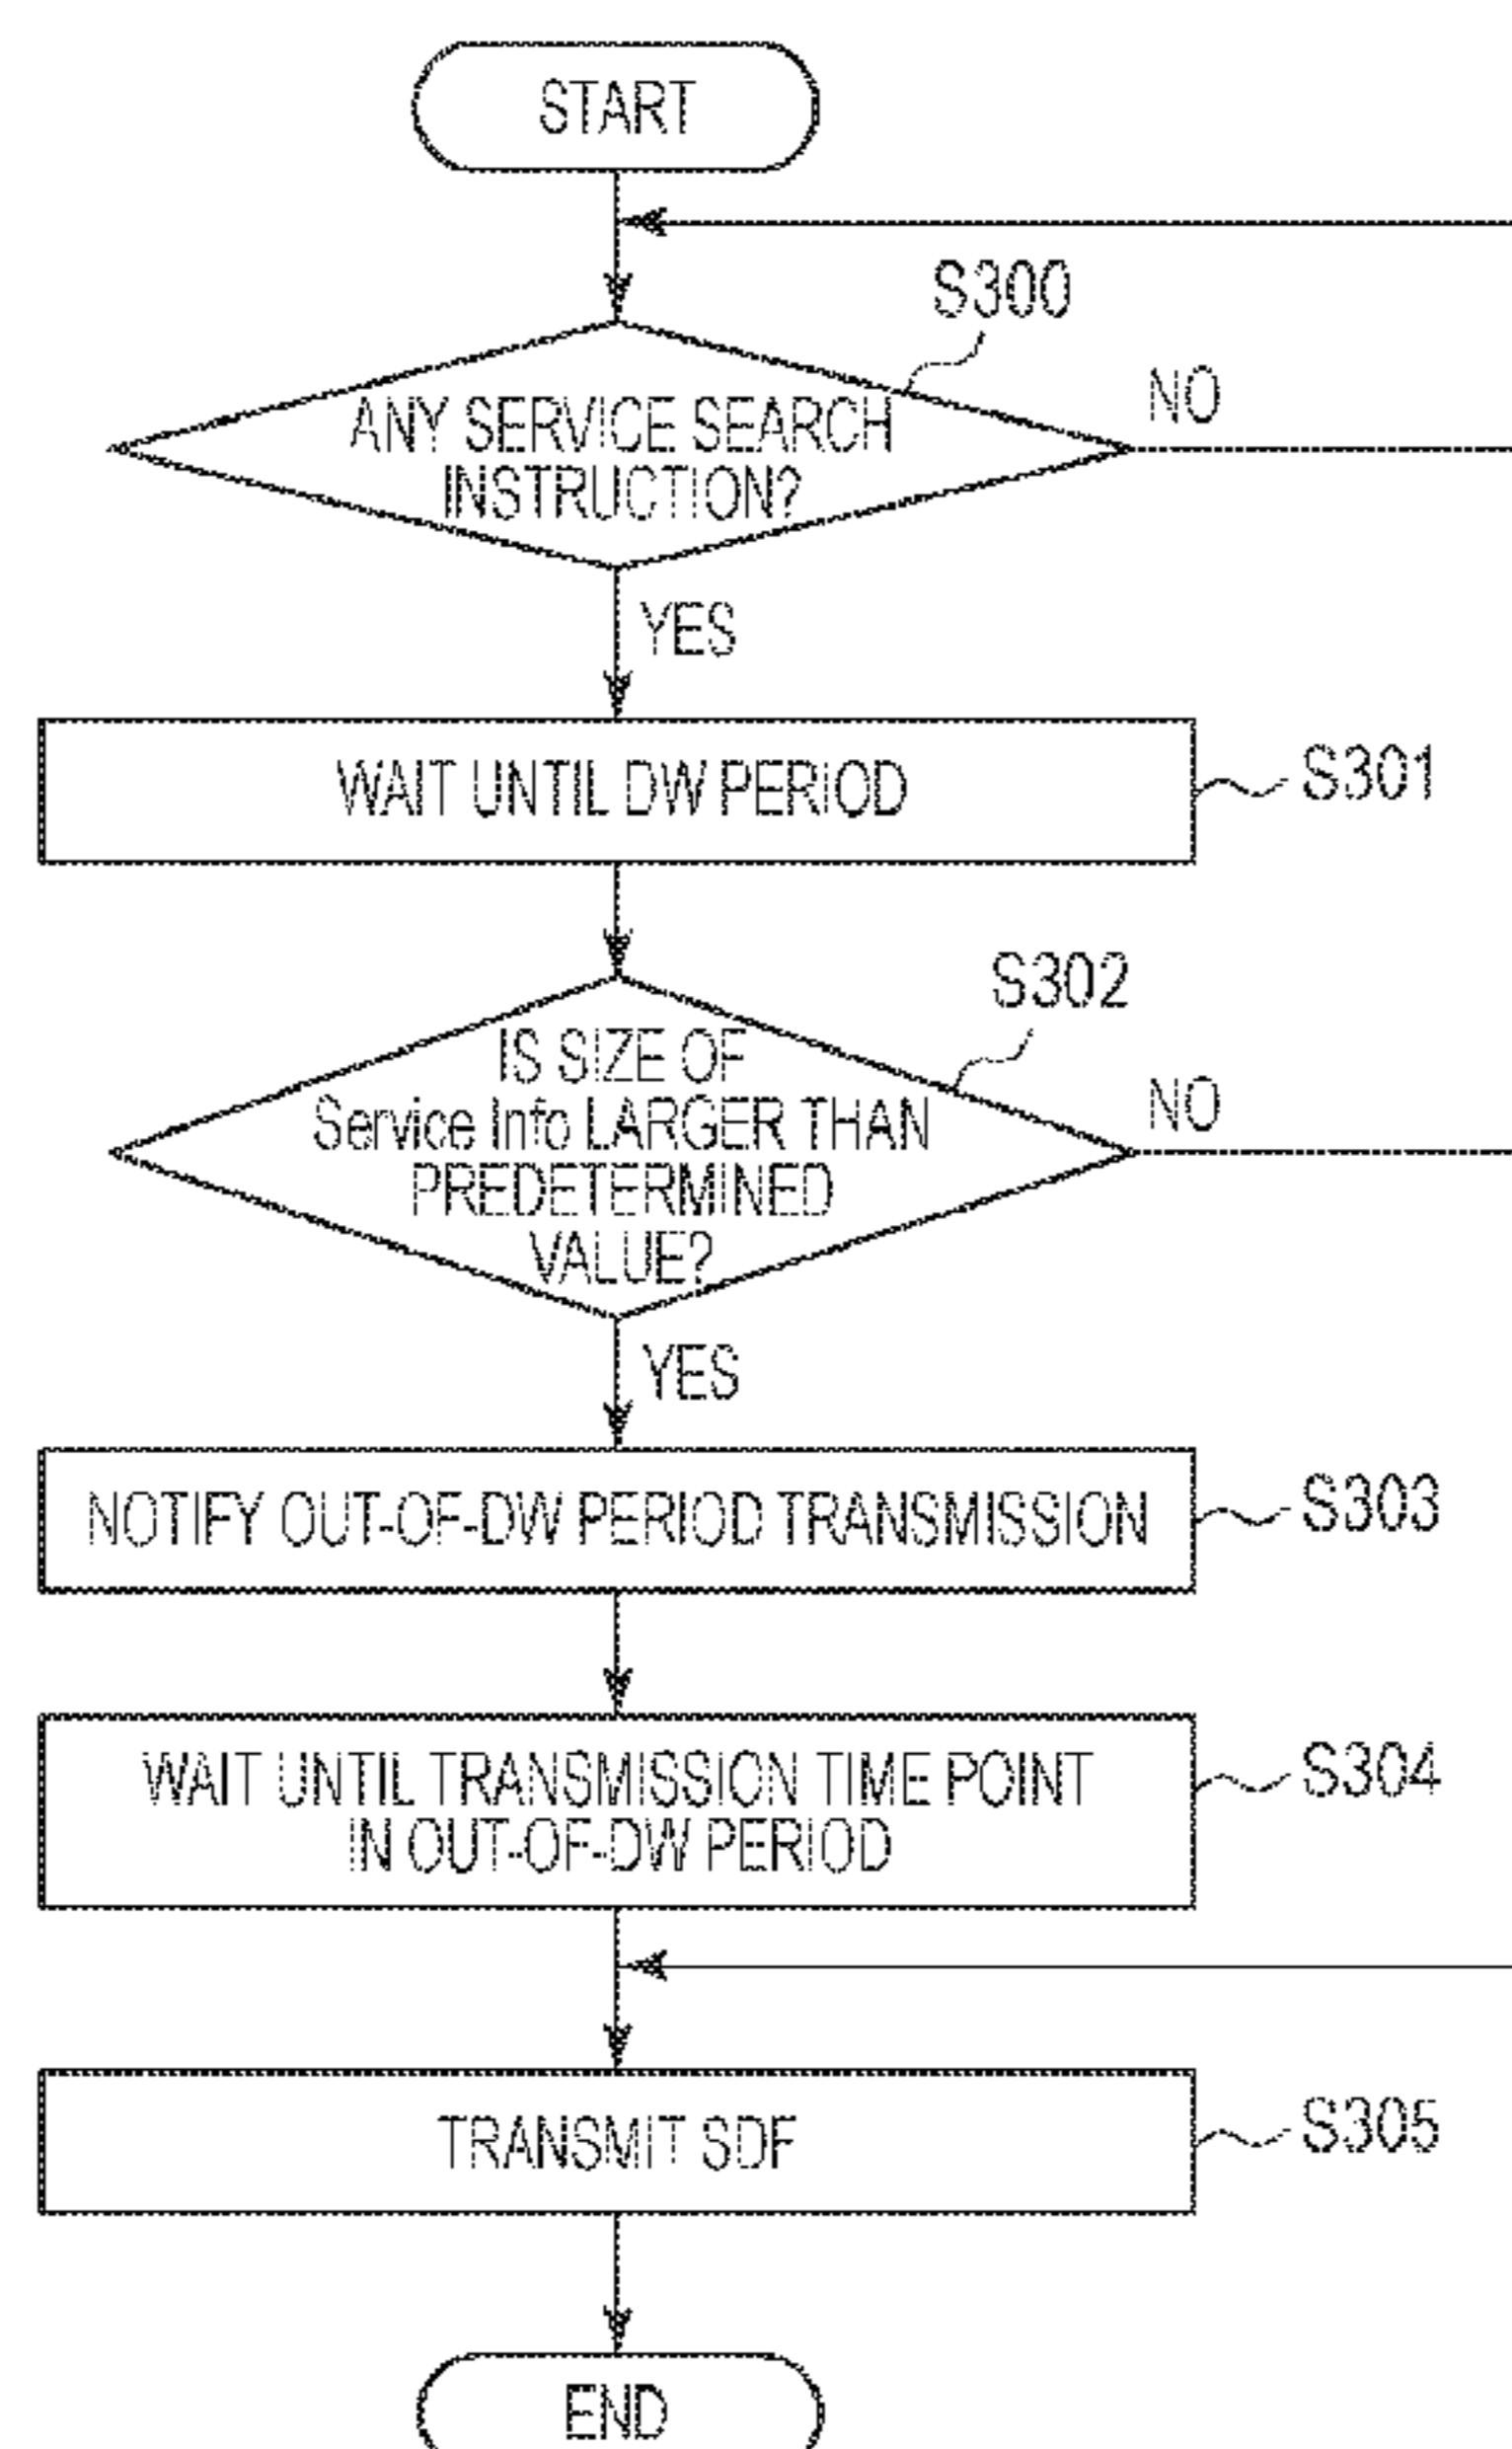 START
S300
ANY SERVICE SEARCH
INSTRUCTION?
NO
YES
WAIT UNTIL DW PERIOD
S301
S302
IS SIZE OF
Service Info LARGER THAN
PREDETERMINED
VALUE?
NO
YES
NOTIFY OUT-OF-DW PERIOD TRANSMISSION
S303
WAIT UNTIL TRANSMISSION TIME POINT
IN OUT-OF-DW PERIOD
S304
TRANSMIT SDF
S305
END